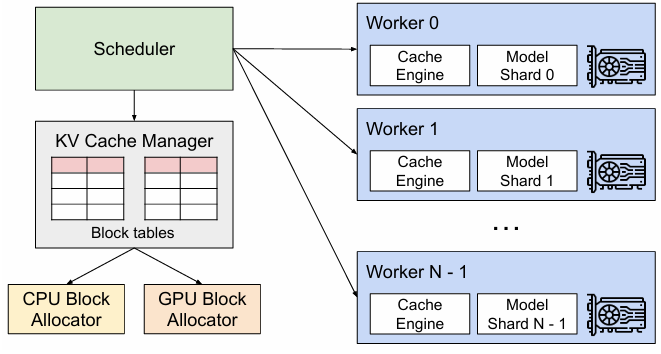 Scheduler
KV Cache Manager
Block tables
CPU Block
Allocator
GPU Block
Allocator
Worker 0
Cache
Engine
Model
Shard 0
Worker 1
Cache
Engine
Model
Shard 1
...
Worker N - 1
Cache
Engine
Model
Shard N - 1